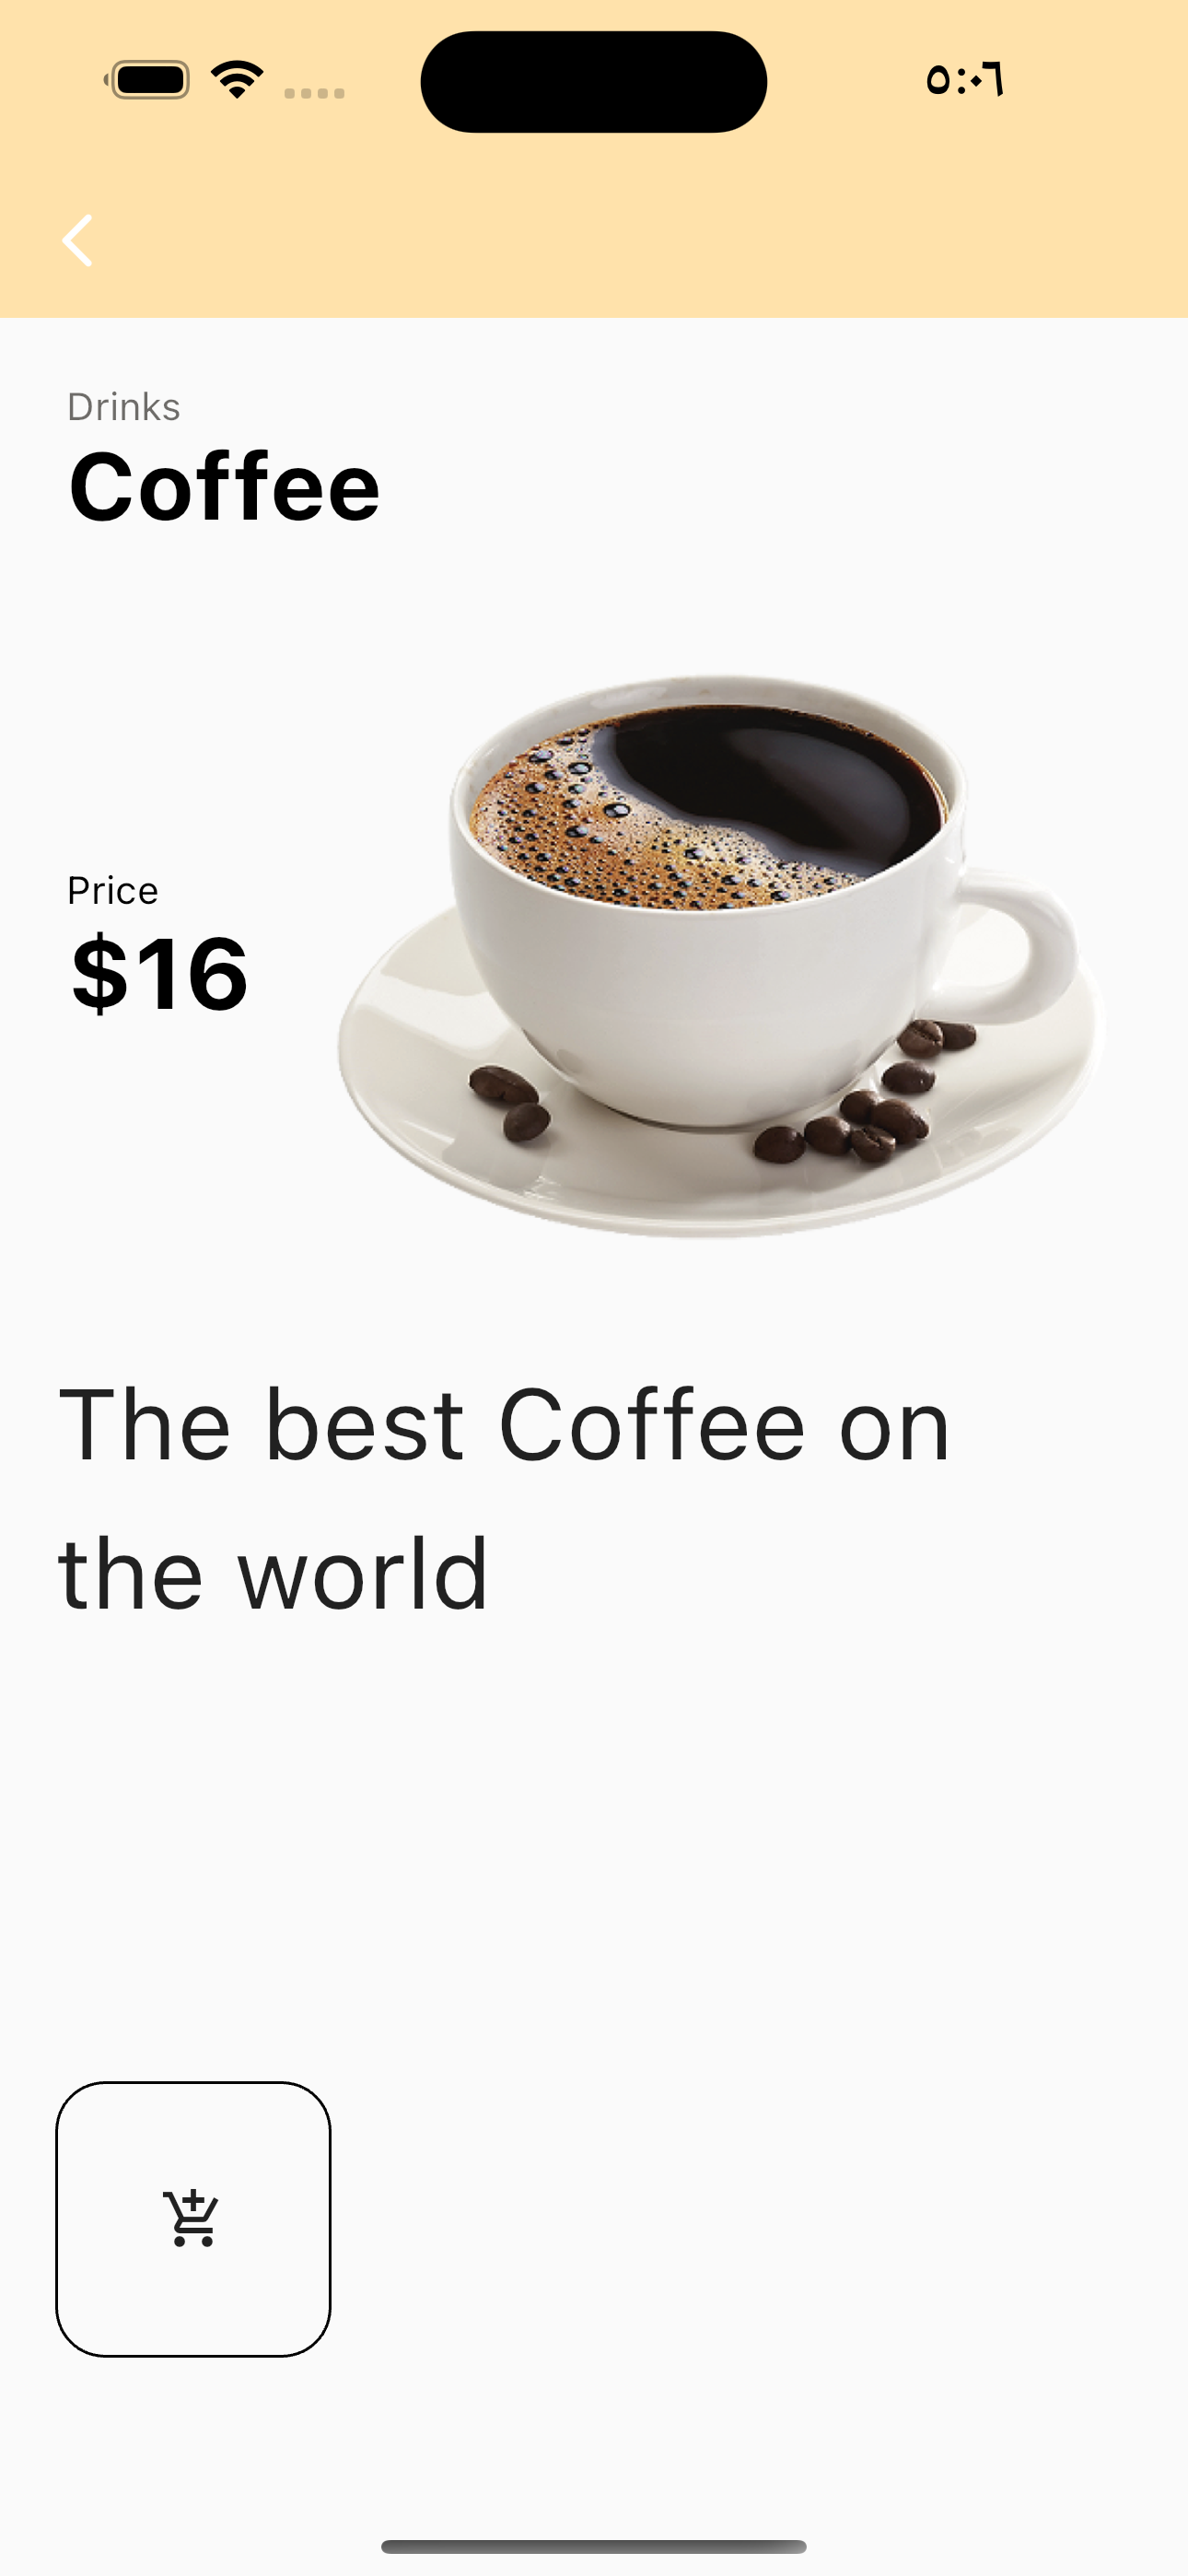 ٥:٠٦
Drinks
Coffee
Price
$16
The best Coffee on
the world